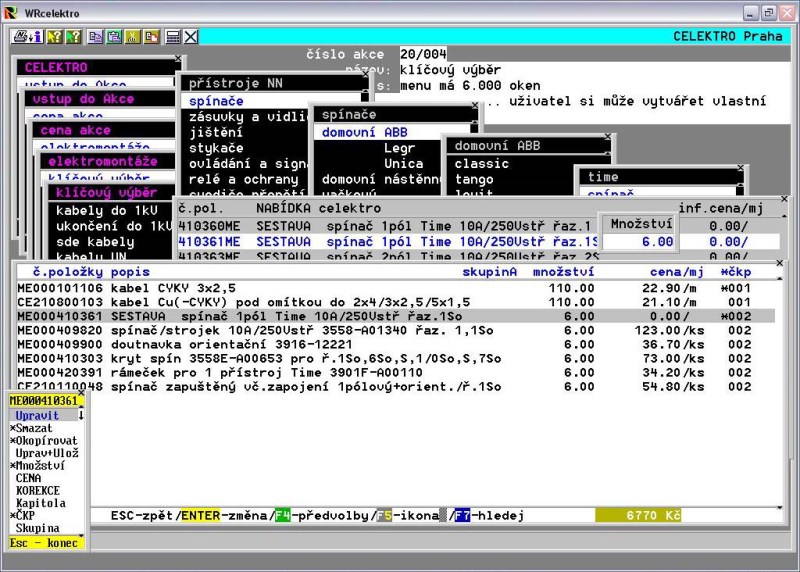 WRcelektro
CELEKTRO Praha
číslo akce 20/004
název: klíčový výběr
s: menu má 6.000 oken
.. uživatel si může vytvářet vlastní
CELEKTRO
vstup do Akce
vstup do Akce
cena akce
cena akce
elektromontáže
elektromontáže
klíčový výběr
klíčový výběr
kabely do 1kU
ukončení do 1kU
sde kabely
kabely UN
přístroje NN
spínače
zásuvky a vidli
jištění
stykače
ovládání a sign
relé a ochrany
svodiče přepětí
spínače
domovní ABB
Legr
Unica
domovní nástěnn
vačkový
domovní ABB
classic
tango
levit
time
spínač
č.pol. NABÍDKA celektro inf.cena/mj
410360ME SESTAVA spínač 1pól Time 10A/250Vstř řaz.1 0.00/
410361ME SESTAVA spínač 1pól Time 10A/250Vstř řaz.1S 0.00/
410363ME SESTAVA spínač 2pól Time 10A/250Vstř řaz.2S 0.00/
Množství
6.00
č.položky popis skupinA množství cena/mj *čkp
ME000101106 kabel CYKY 3x2,5 110.00 22.90/m *001
CE210800103 kabel Cu(-CYKY) pod omítkou do 2x4/3x2,5/5x1,5 110.00 21.10/m 001
ME000410361 SESTAVA spínač 1pól Time 10A/250Vstř řaz.1So 6.00 0.00/ *002
ME000409820 spínač/strojek 10A/250Ustř 3558-A01340 řaz. 1,1So 6.00 123.00/ks 002
ME000409900 doutnavka orientační 3916-12221 6.00 36.70/ks 002
ME000410303 kryt spín 3558E-A00653 pro ř.1So,6So,S,1/0So,S,7So 6.00 73.00/ks 002
ME000420391 rámeček pro 1 přístroj Time 3901F-A00110 6.00 34.20/ks 002
CE210110048 spínač zapuštěný vč.zapojení 1pólový+orient./ř.1So 6.00 54.80/ks 002
ME000410361
Upravit
*Smazat
*Okopírovat
Uprav+Ulož
*Množství
CENA
KOREKCE
Kapitola
*ČKP
Skupina
Esc - konec
ESC-zpět/ENTER-změna/F4-předvolby/F5-ikona /F7-hledej 6770 Kč